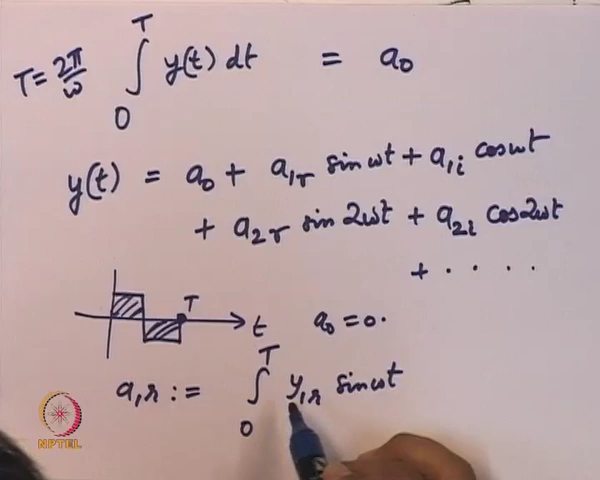 T = 2π/ω ∫₀ᵀ y(t) dt = a₀
y(t) = a₀ + a₁ᵣ sin ωt + a₁ᵢ cos ωt
+ a₂ᵣ sin 2ωt + a₂ᵢ cos 2ωt
+ . . . .
T t a₀ = 0.
a₁ᵣ := ∫₀ᵀ y₁ᵣ sin ωt
NPTEL